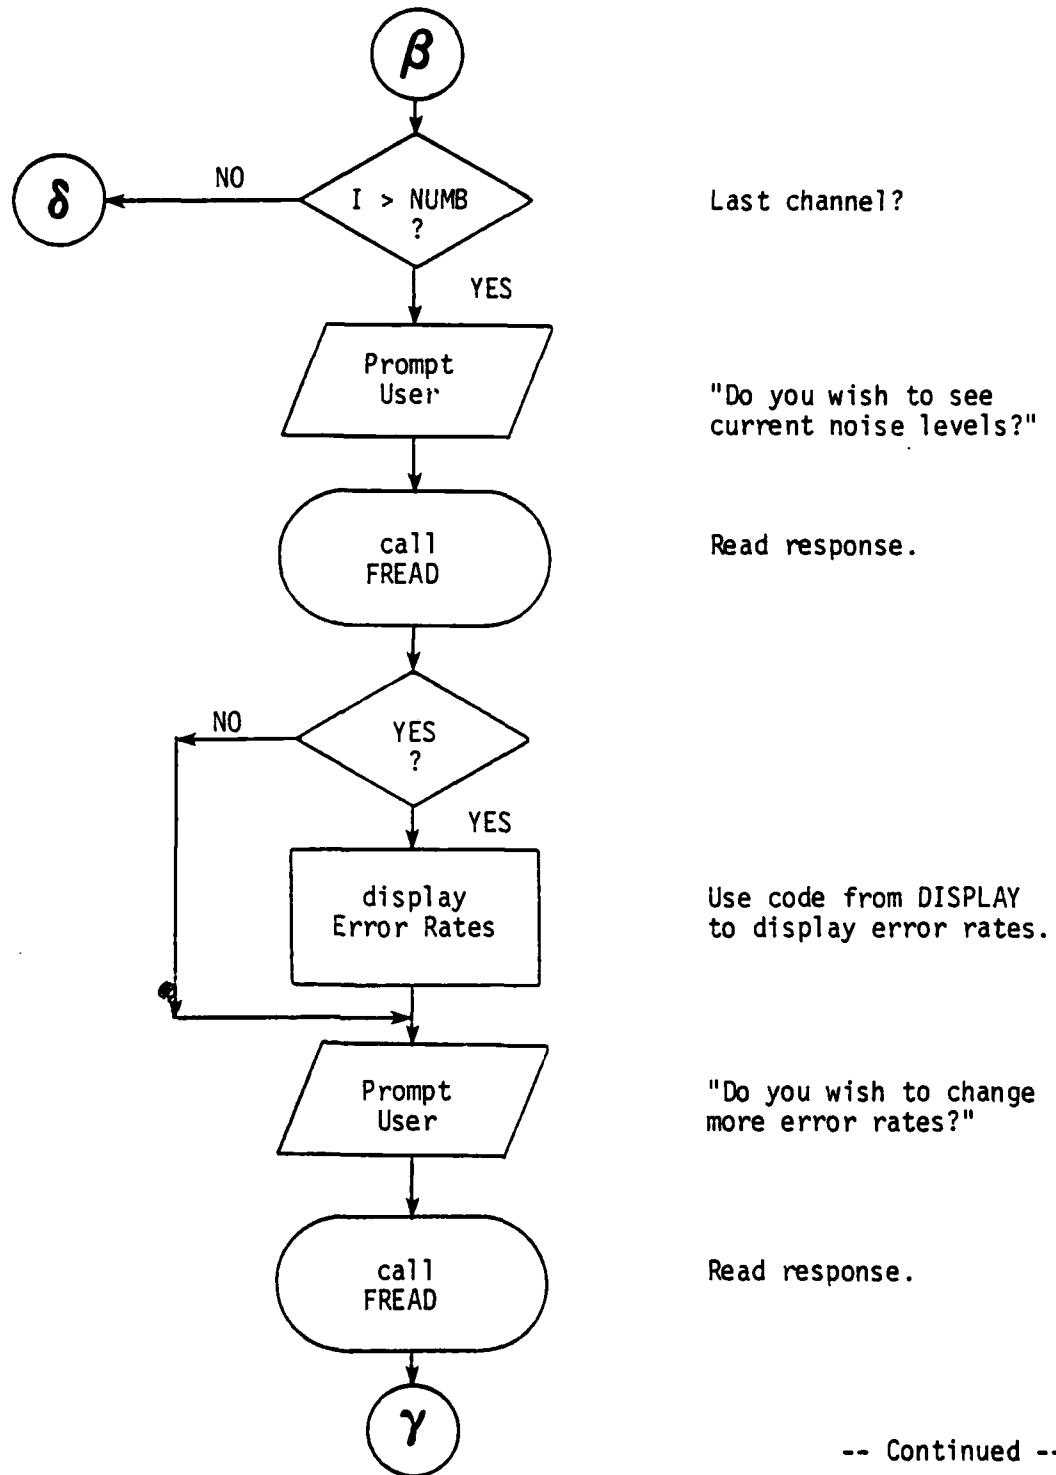 β
δ
NO
I > NUMB
?
Last channel?
YES
Prompt
User
"Do you wish to see
current noise levels?"
call
FREAD
Read response.
NO
YES
?
YES
display
Error Rates
Use code from DISPLAY
to display error rates.
Prompt
User
"Do you wish to change
more error rates?"
call
FREAD
Read response.
γ
-- Continued --